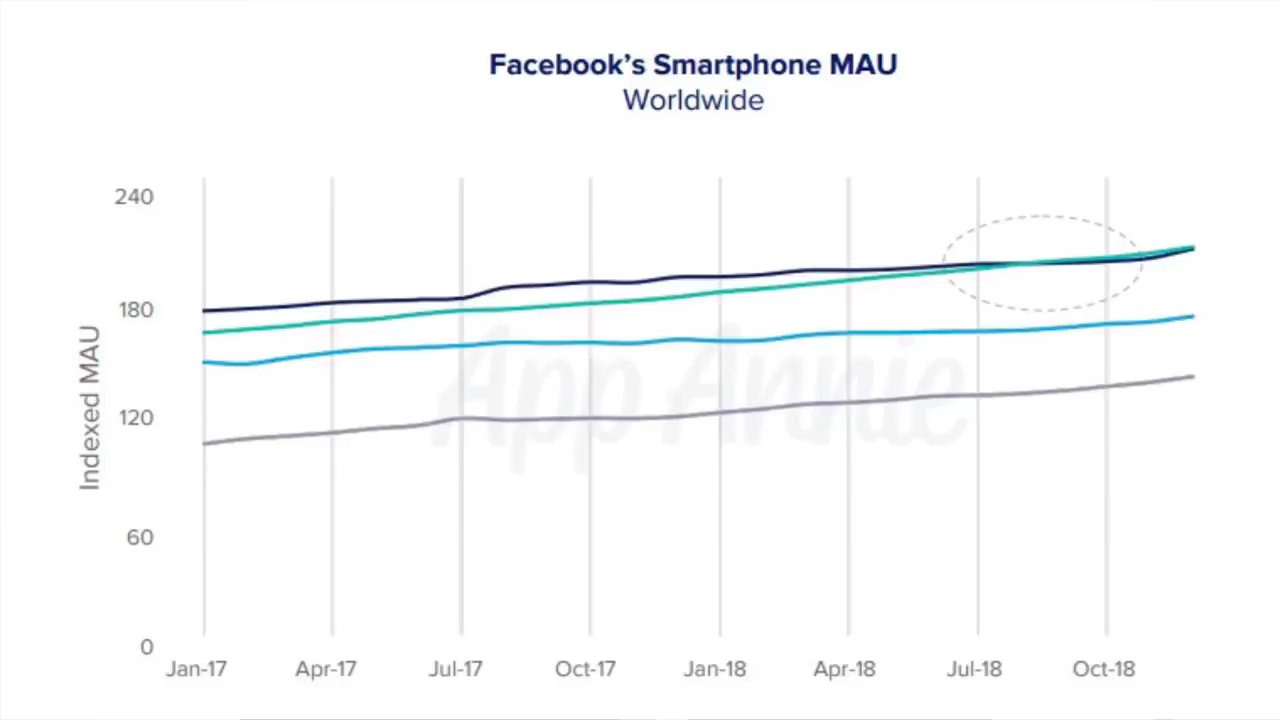 Facebook’s Smartphone MAU
Worldwide
Indexed MAU
240
180
120
60
0
App Annie
Jan-17 Apr-17 Jul-17 Oct-17 Jan-18 Apr-18 Jul-18 Oct-18